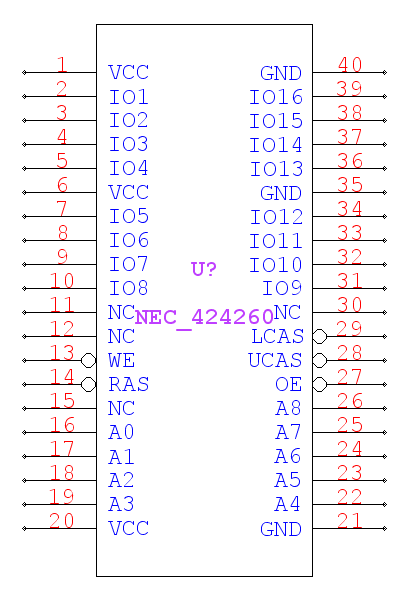 1 VCC GND 40
2 IO1 IO16 39
3 IO2 IO15 38
4 IO3 IO14 37
5 IO4 IO13 36
6 VCC GND 35
7 IO5 IO12 34
8 IO6 IO11 33
9 IO7 IO10 32
U?
10 IO8 IO9 31
11 NC NC 30
NEC_424260
12 NC LCAS 29
13 WE UCAS 28
14 RAS OE 27
15 NC A8 26
16 A0 A7 25
17 A1 A6 24
18 A2 A5 23
19 A3 A4 22
20 VCC GND 21